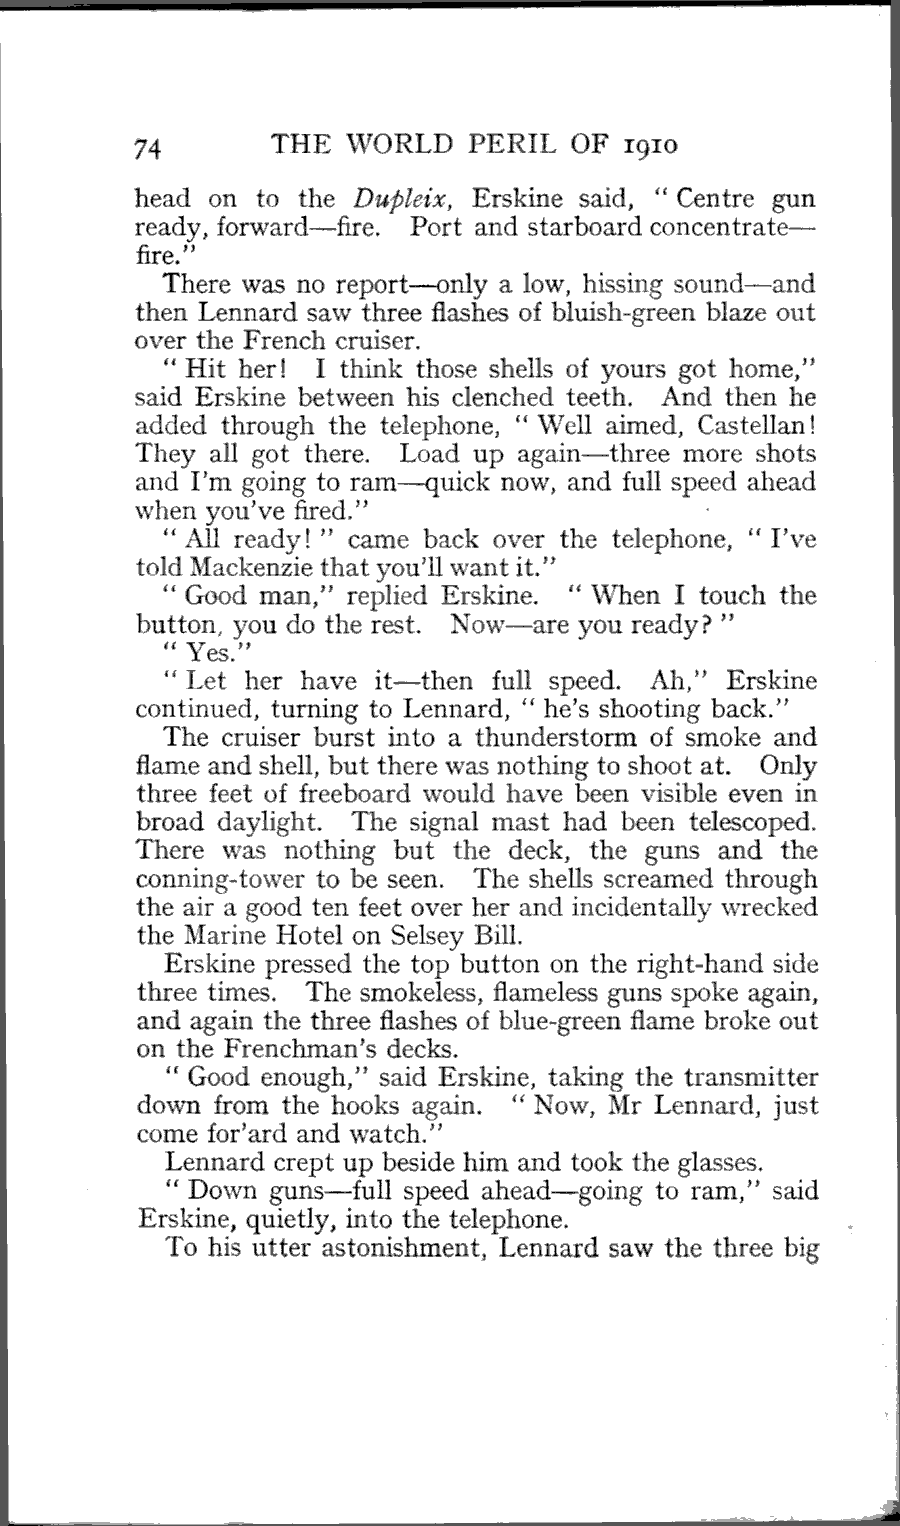 74 THE WORLD PERIL OF 1910
head on to the Dupleix, Erskine said, “ Centre gun
ready, forward—fire. Port and starboard concentrate—
fire.”
There was no report—only a low, hissing sound—and
then Lennard saw three flashes of bluish-green blaze out
over the French cruiser.
“ Hit her! I think those shells of yours got home,”
said Erskine between his clenched teeth. And then he
added through the telephone, “ Well aimed, Castellan!
They all got there. Load up again—three more shots
and I’m going to ram—quick now, and full speed ahead
when you’ve fired.”
“ All ready! ” came back over the telephone, “ I’ve
told Mackenzie that you’ll want it.”
“ Good man,” replied Erskine. “ When I touch the
button, you do the rest. Now—are you ready? ”
“ Yes.”
“ Let her have it—then full speed. Ah,” Erskine
continued, turning to Lennard, “ he’s shooting back.”
The cruiser burst into a thunderstorm of smoke and
flame and shell, but there was nothing to shoot at. Only
three feet of freeboard would have been visible even in
broad daylight. The signal mast had been telescoped.
There was nothing but the deck, the guns and the
conning-tower to be seen. The shells screamed through
the air a good ten feet over her and incidentally wrecked
the Marine Hotel on Selsey Bill.
Erskine pressed the top button on the right-hand side
three times. The smokeless, flameless guns spoke again,
and again the three flashes of blue-green flame broke out
on the Frenchman’s decks.
“ Good enough,” said Erskine, taking the transmitter
down from the hooks again. “ Now, Mr Lennard, just
come for’ard and watch.”
Lennard crept up beside him and took the glasses.
“ Down guns—full speed ahead—going to ram,” said
Erskine, quietly, into the telephone.
To his utter astonishment, Lennard saw the three big